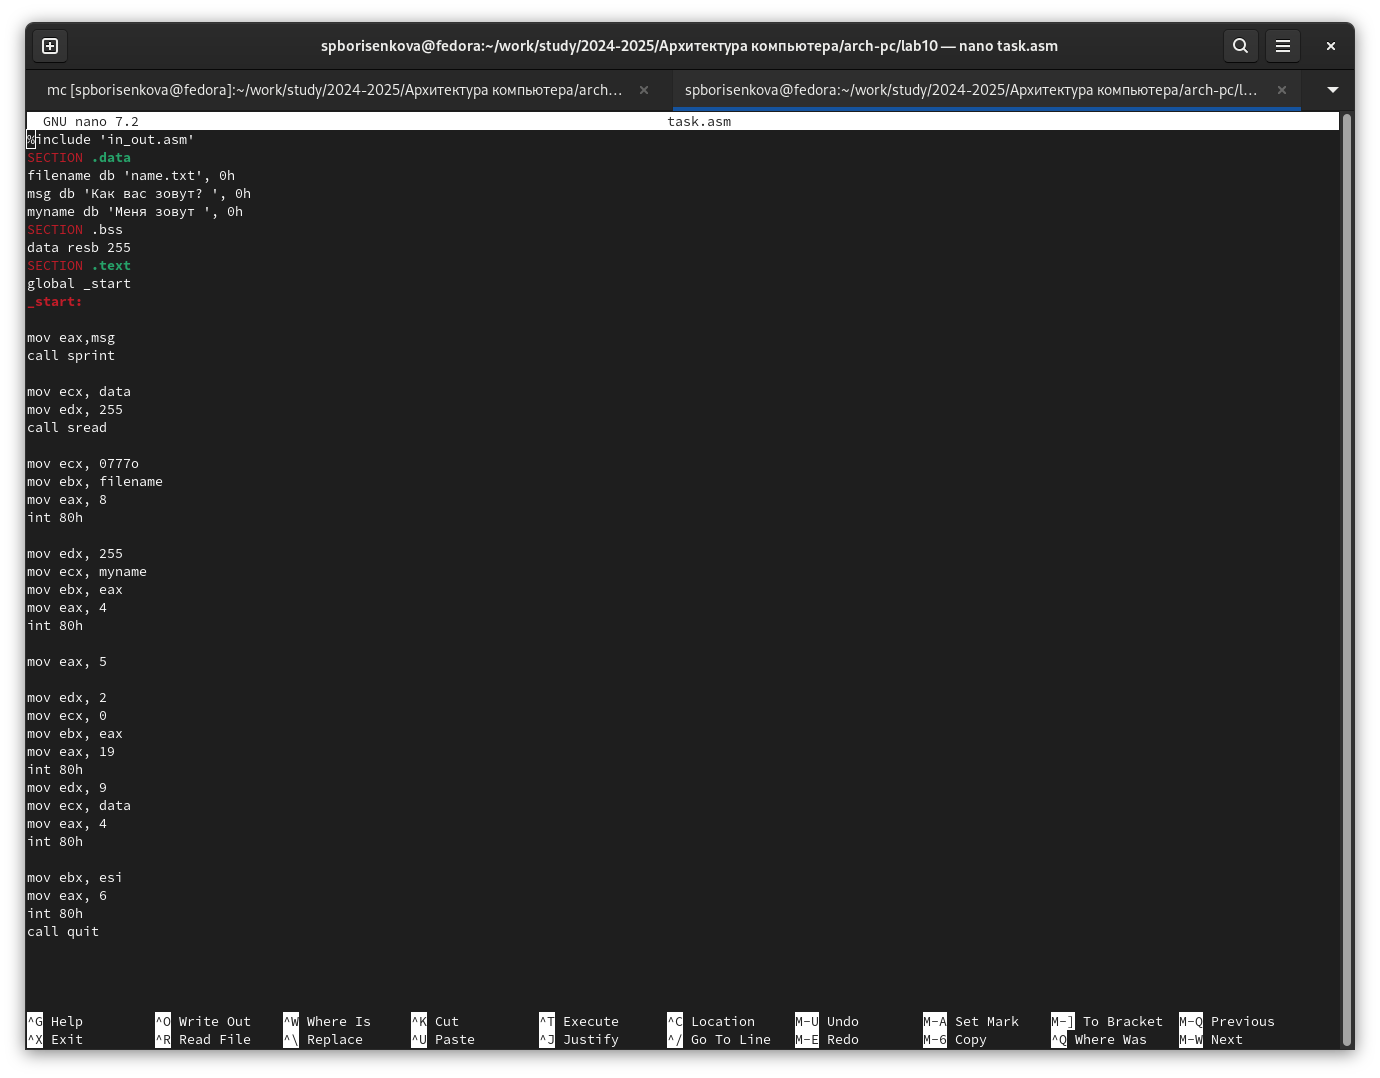 spborisenkova@fedora:~/work/study/2024-2025/Архитектура компьютера/arch-pc/lab10 — nano task.asm
mc [spborisenkova@fedora]:~/work/study/2024-2025/Архитектура компьютера/arch…
spborisenkova@fedora:~/work/study/2024-2025/Архитектура компьютера/arch-pc/l…
GNU nano 7.2 task.asm
%include 'in_out.asm'
SECTION .data
filename db 'name.txt', 0h
msg db 'Как вас зовут? ', 0h
myname db 'Меня зовут ', 0h
SECTION .bss
data resb 255
SECTION .text
global _start
_start:
mov eax,msg
call sprint
mov ecx, data
mov edx, 255
call sread
mov ecx, 0777o
mov ebx, filename
mov eax, 8
int 80h
mov edx, 255
mov ecx, myname
mov ebx, eax
mov eax, 4
int 80h
mov eax, 5
mov edx, 2
mov ecx, 0
mov ebx, eax
mov eax, 19
int 80h
mov edx, 9
mov ecx, data
mov eax, 4
int 80h
mov ebx, esi
mov eax, 6
int 80h
call quit
^G Help ^O Write Out ^W Where Is ^K Cut ^T Execute ^C Location M-U Undo M-A Set Mark M-] To Bracket M-Q Previous
^X Exit ^R Read File ^\ Replace ^U Paste ^J Justify ^/ Go To Line M-E Redo M-6 Copy ^Q Where Was M-W Next